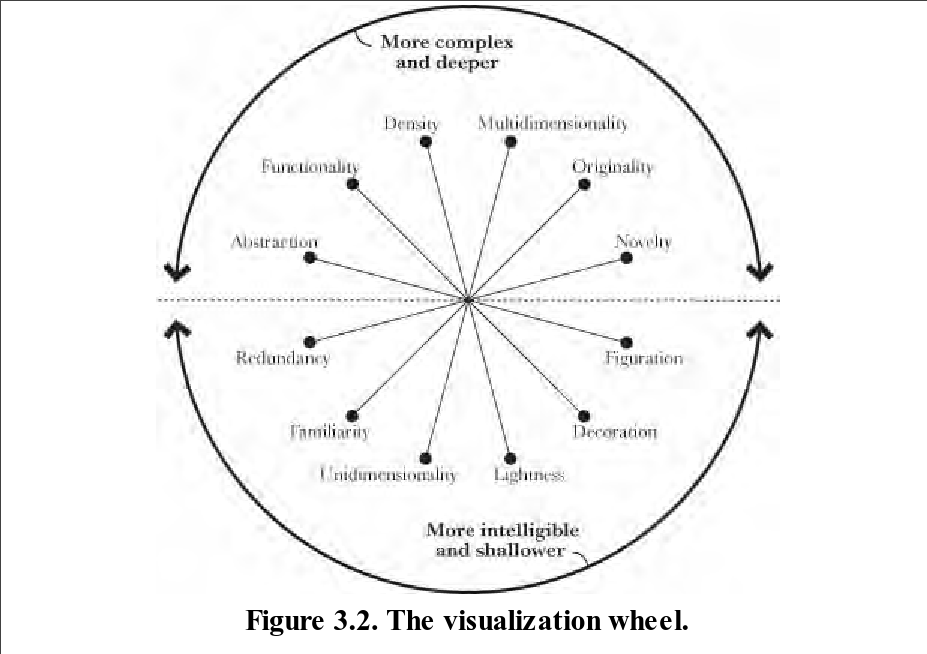 More complex
and deeper
Density
Multidimensionality
Functionality
Originality
Abstraction
Novelty
Redundancy
Figuration
Familiarity
Decoration
Unidimensionality
Lightness
More intelligible
and shallower
Figure 3.2. The visualization wheel.